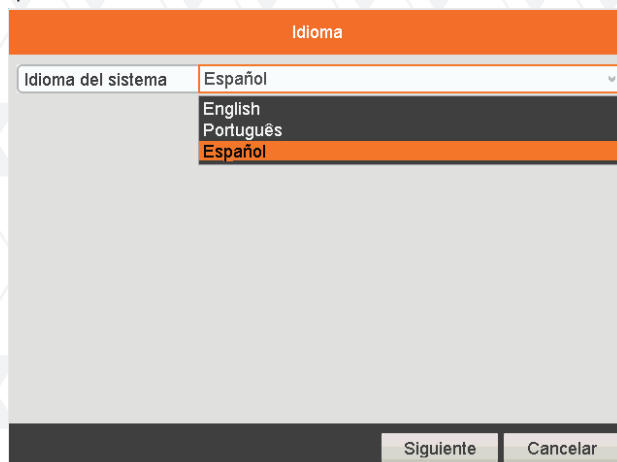 Idioma
Idioma del sistema Español
English
Português
Español
Siguiente Cancelar